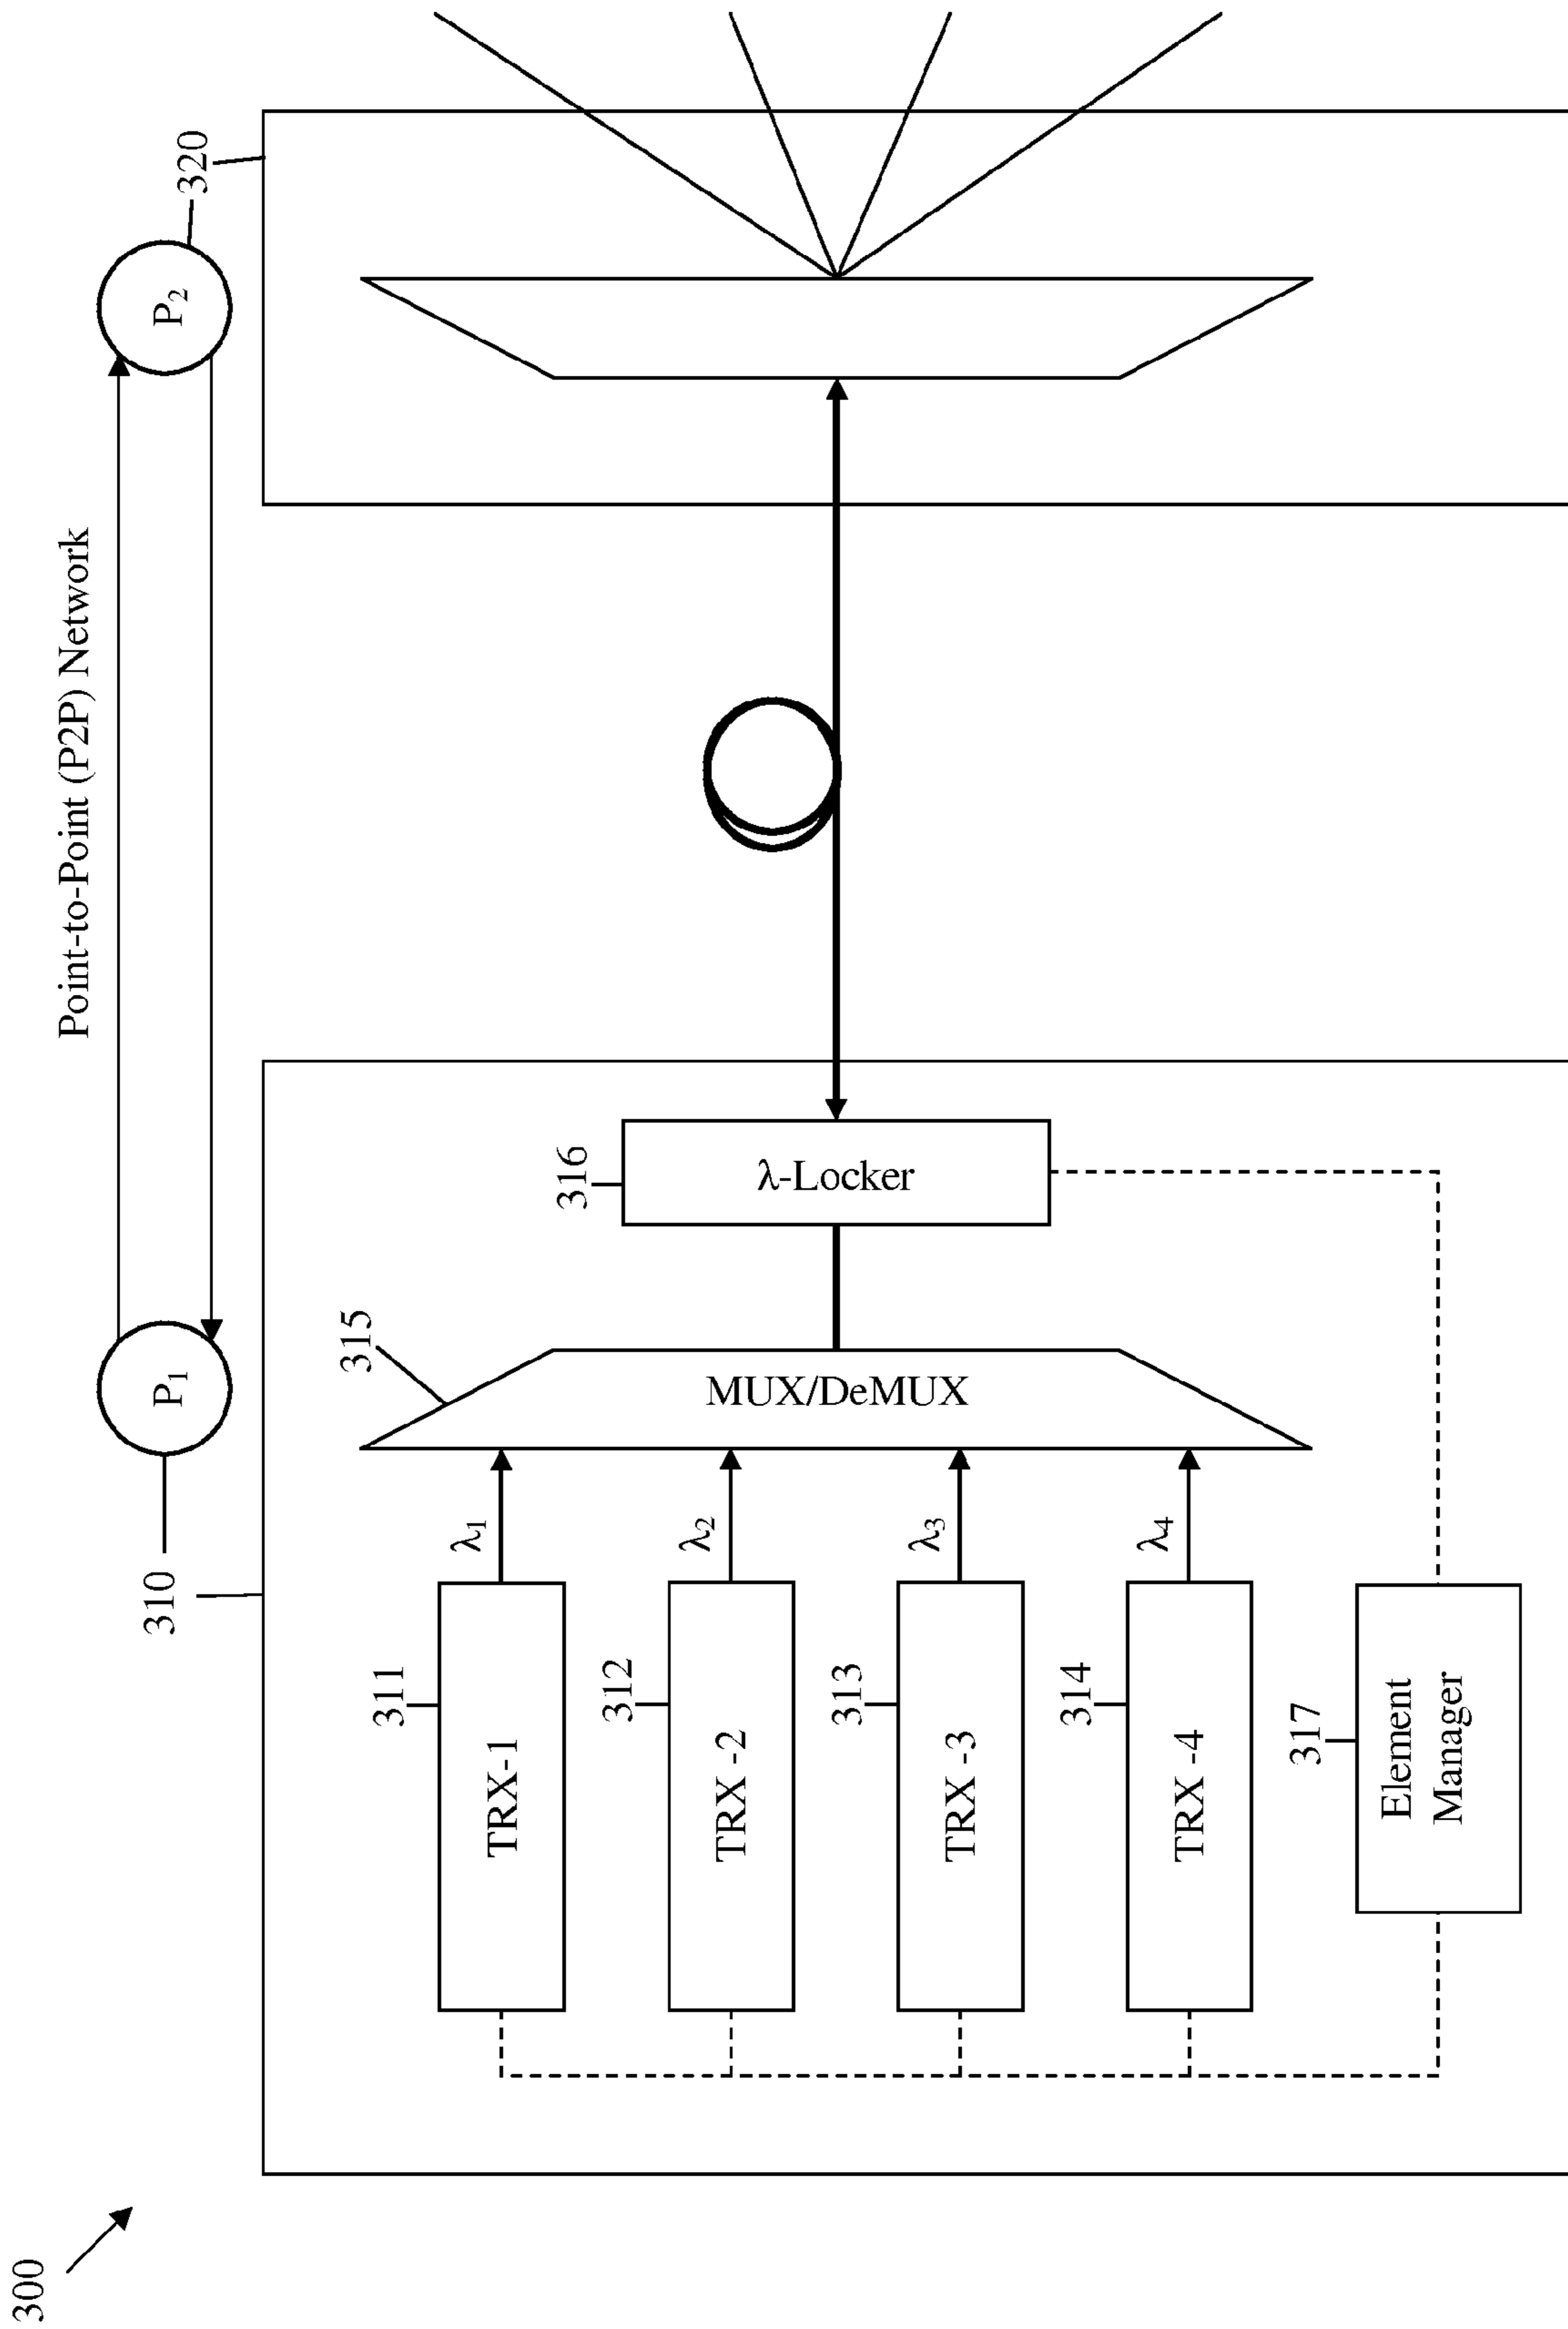 300
Point-to-Point (P2P) Network
P1
P2
310
320
311
TRX-1
λ1
312
TRX -2
λ2
313
TRX -3
λ3
314
TRX -4
λ4
315
MUX/DeMUX
316
λ-Locker
317
Element
Manager